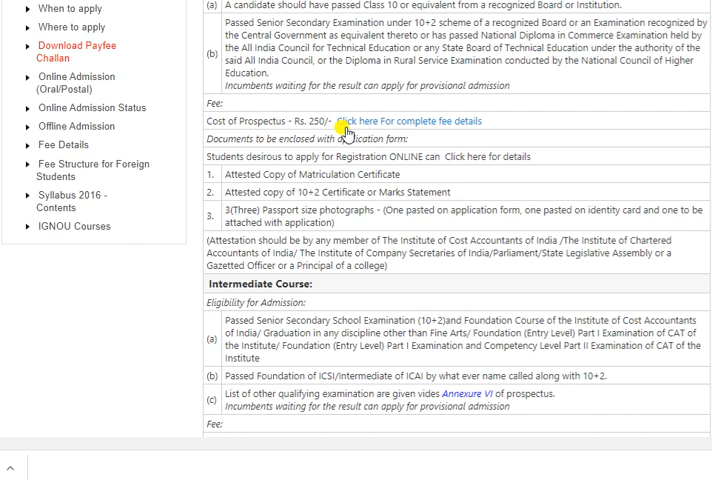 When to apply
Where to apply
Download Payfee
Challan
Online Admission
(Oral/Postal)
Online Admission Status
Offline Admission
Fee Details
Fee Structure for Foreign
Students
Syllabus 2016 -
Contents
IGNOU Courses
(a) A candidate should have passed Class 10 or equivalent from a recognized Board or Institution.
Passed Senior Secondary Examination under 10+2 scheme of a recognized Board or an Examination recognized by
the Central Government as equivalent thereto or has passed National Diploma in Commerce Examination held by
the All India Council for Technical Education or any State Board of Technical Education under the authority of the
(b) said All India Council, or the Diploma in Rural Service Examination conducted by the National Council of Higher
Education.
Incumbents waiting for the result can apply for provisional admission
Fee:
Cost of Prospectus - Rs. 250/- Click here For complete fee details
Documents to be enclosed with application form:
Students desirous to apply for Registration ONLINE can Click here for details
1. Attested Copy of Matriculation Certificate
2. Attested copy of 10+2 Certificate or Marks Statement
3. 3(Three) Passport size photographs - (One pasted on application form, one pasted on identity card and one to be
attached with application)
(Attestation should be by any member of The Institute of Cost Accountants of India /The Institute of Chartered
Accountants of India/ The Institute of Company Secretaries of India/Parliament/State Legislative Assembly or a
Gazetted Officer or a Principal of a college)
Intermediate Course:
Eligibility for Admission:
Passed Senior Secondary School Examination (10+2)and Foundation Course of the Institute of Cost Accountants
of India/ Graduation in any discipline other than Fine Arts/ Foundation (Entry Level) Part I Examination of CAT of
(a) the Institute/ Foundation (Entry Level) Part I Examination and Competency Level Part II Examination of CAT of the
Institute
(b) Passed Foundation of ICSI/Intermediate of ICAI by what ever name called along with 10+2.
(c) List of other qualifying examination are given vides Annexure VI of prospectus.
Incumbents waiting for the result can apply for provisional admission
Fee: